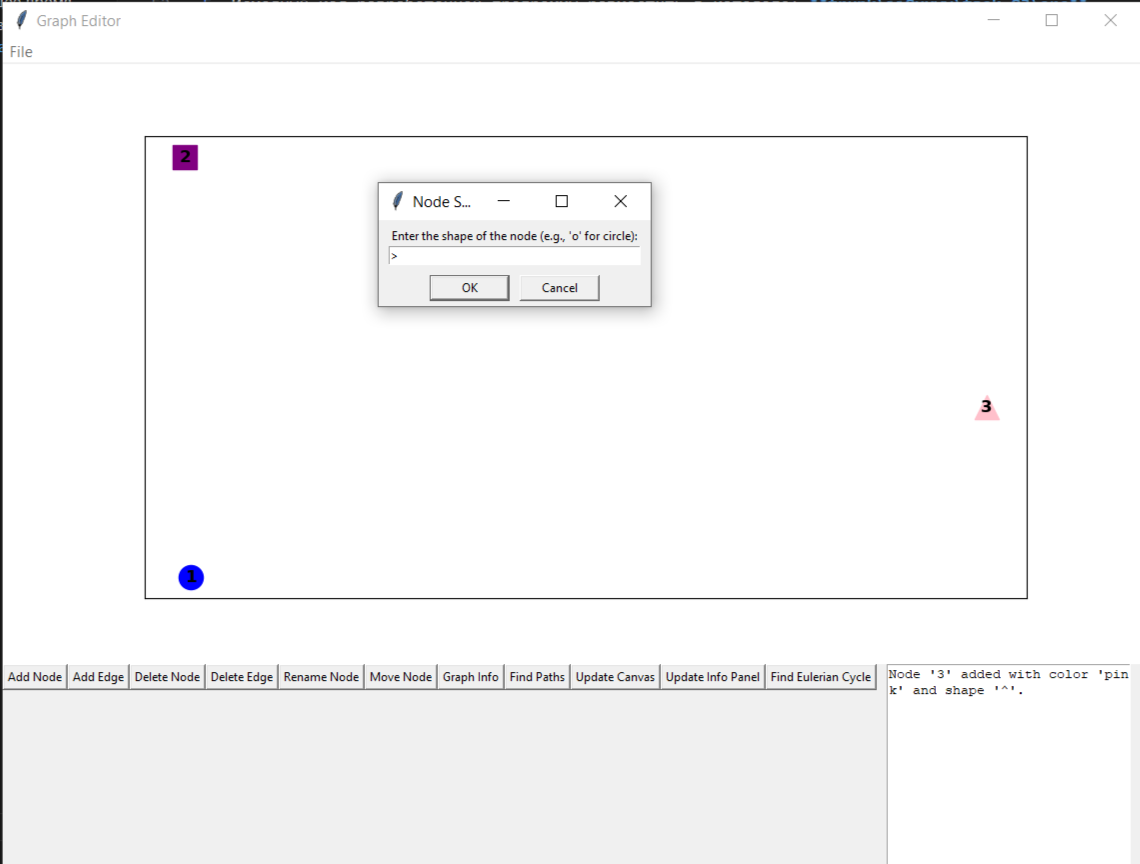 Graph Editor
File
2
Node S...
Enter the shape of the node (e.g., 'o' for circle):
>
OK Cancel
3
1
Add Node Add Edge Delete Node Delete Edge Rename Node Move Node Graph Info Find Paths Update Canvas Update Info Panel Find Eulerian Cycle
Node '3' added with color 'pin
k' and shape '^'.